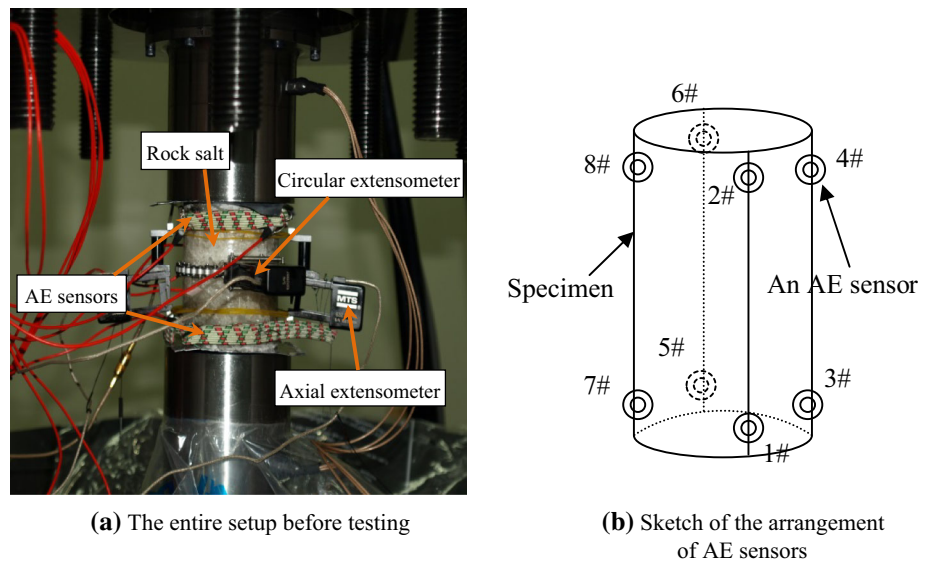 Rock salt
Circular extensometer
AE sensors
MTS
Axial extensometer
(a) The entire setup before testing
6#
8#
4#
2#
Specimen
An AE sensor
5#
7#
3#
1#
(b) Sketch of the arrangement
of AE sensors